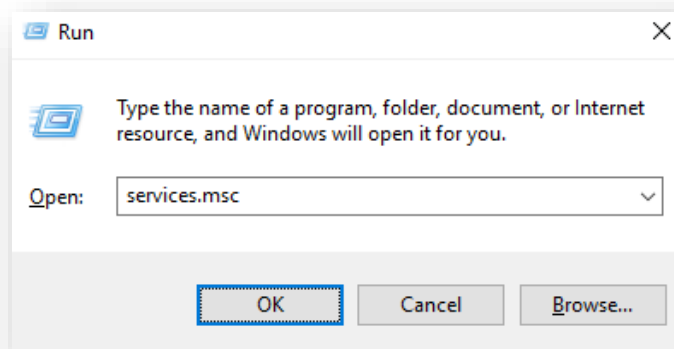 Run
Type the name of a program, folder, document, or Internet
resource, and Windows will open it for you.
Open: services.msc
OK Cancel Browse...